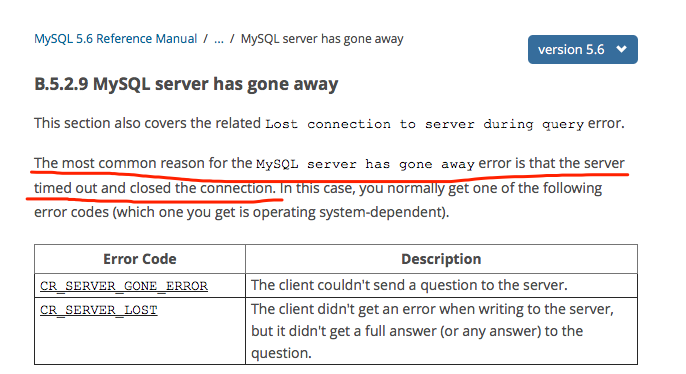 MySQL 5.6 Reference Manual / ... / MySQL server has gone away
version 5.6
B.5.2.9 MySQL server has gone away
This section also covers the related Lost connection to server during query error.
The most common reason for the MySQL server has gone away error is that the server
timed out and closed the connection. In this case, you normally get one of the following
error codes (which one you get is operating system-dependent).
Error Code Description
CR_SERVER_GONE_ERROR The client couldn't send a question to the server.
CR_SERVER_LOST The client didn't get an error when writing to the server,
but it didn't get a full answer (or any answer) to the
question.